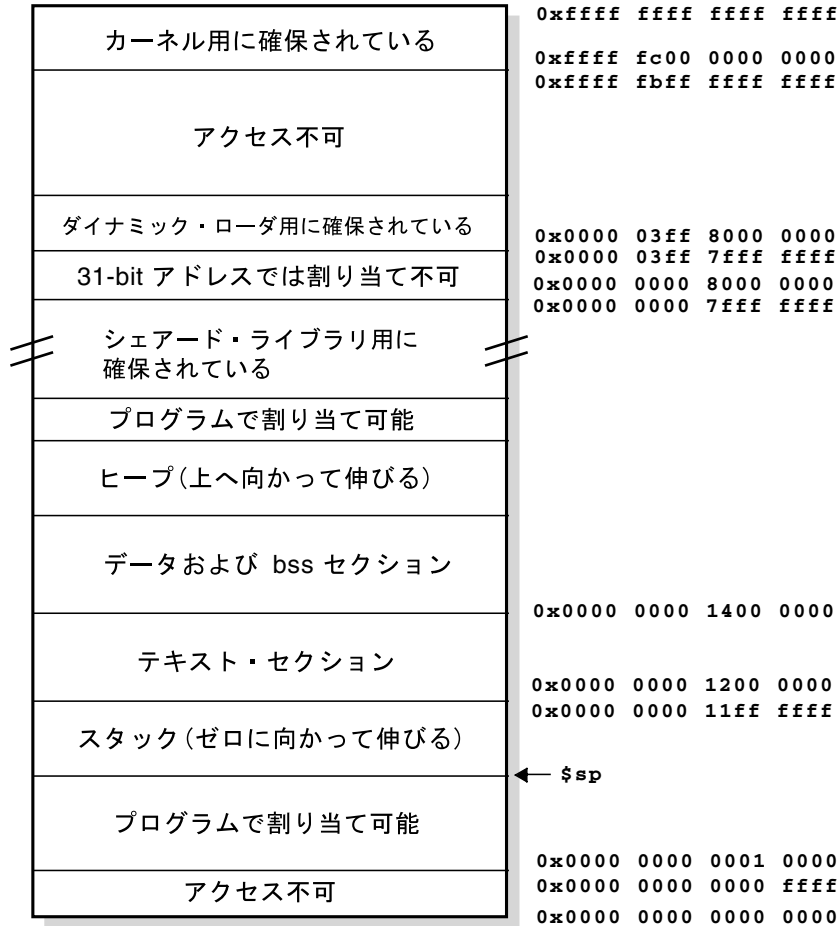 0xffff ffff ffff ffff
カーネル用に確保されている
0xffff fc00 0000 0000
0xffff fbff ffff ffff
アクセス不可
ダイナミック・ローダ用に確保されている
0x0000 03ff 8000 0000
0x0000 03ff 7fff ffff
31-bit アドレスでは割り当て不可
0x0000 0000 8000 0000
0x0000 0000 7fff ffff
シェアード・ライブラリ用に
確保されている
プログラムで割り当て可能
ヒープ(上へ向かって伸びる)
データおよび bss セクション
0x0000 0000 1400 0000
テキスト・セクション
0x0000 0000 1200 0000
0x0000 0000 11ff ffff
スタック(ゼロに向かって伸びる)
$sp
プログラムで割り当て可能
0x0000 0000 0001 0000
アクセス不可
0x0000 0000 0000 ffff
0x0000 0000 0000 0000